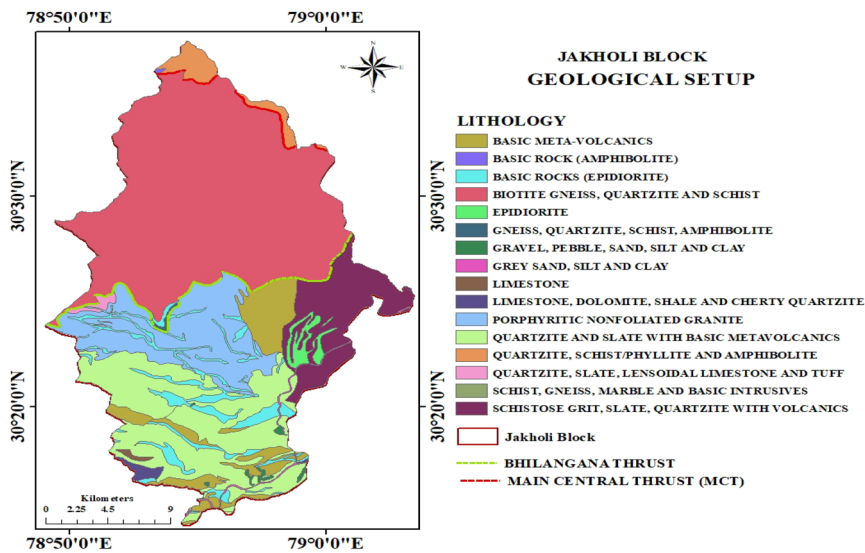 78°50'0"E 79°0'0"E
N
W E
S
30°30'0"N 30°30'0"N
30°20'0"N 30°20'0"N
Kilometers
0 2.25 4.5 9
78°50'0"E 79°0'0"E
JAKHOLI BLOCK
GEOLOGICAL SETUP
LITHOLOGY
BASIC META-VOLCANICS
BASIC ROCK (AMPHIBOLITE)
BASIC ROCKS (EPIDIORITE)
BIOTITE GNEISS, QUARTZITE AND SCHIST
EPIDIORITE
GNEISS, QUARTZITE, SCHIST, AMPHIBOLITE
GRAVEL, PEBBLE, SAND, SILT AND CLAY
GREY SAND, SILT AND CLAY
LIMESTONE
LIMESTONE, DOLOMITE, SHALE AND CHERTY QUARTZITE
PORPHYRITIC NONFOLIATED GRANITE
QUARTZITE AND SLATE WITH BASIC METAVOLCANICS
QUARTZITE, SCHIST/PHYLLITE AND AMPHIBOLITE
QUARTZITE, SLATE, LENSOIDAL LIMESTONE AND TUFF
SCHIST, GNEISS, MARBLE AND BASIC INTRUSIVES
SCHISTOSE GRIT, SLATE, QUARTZITE WITH VOLCANICS
Jakholi Block
BHILANGANA THRUST
MAIN CENTRAL THRUST (MCT)